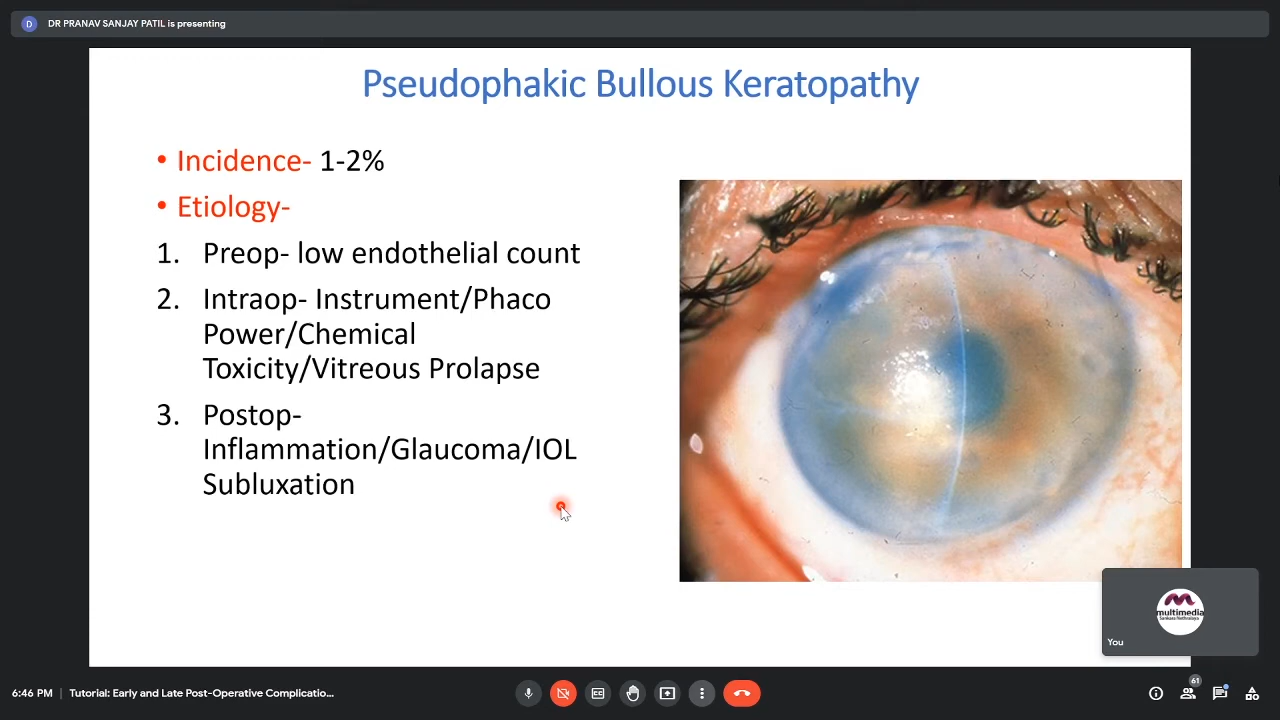 D
DR PRANAV SANJAY PATIL is presenting
Pseudophakic Bullous Keratopathy
• Incidence- 1-2%
• Etiology-
1. Preop- low endothelial count
2. Intraop- Instrument/Phaco
Power/Chemical
Toxicity/Vitreous Prolapse
3. Postop-
Inflammation/Glaucoma/IOL
Subluxation
multimedia
Sankara Nethralaya
You
6:46 PM | Tutorial: Early and Late Post-Operative Complicatio...
61